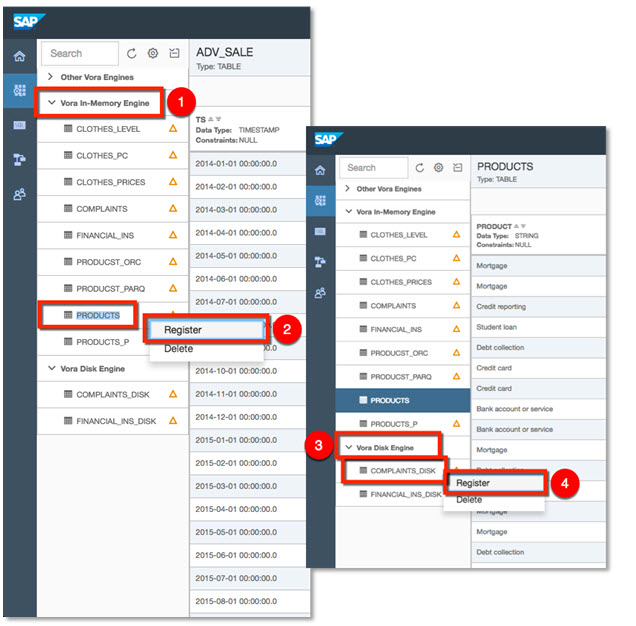 SAP
Search
ADV_SALE
Type: TABLE
Other Vora Engines
Vora In-Memory Engine
1
CLOTHES_LEVEL
CLOTHES_PC
CLOTHES_PRICES
COMPLAINTS
FINANCIAL_INS
PRODUCST_ORC
PRODUCST_PARQ
PRODUCTS
Register
2
Delete
PRODUCTS_P
Vora Disk Engine
COMPLAINTS_DISK
FINANCIAL_INS_DISK
TS
Data Type: TIMESTAMP
Constraints: NULL
2014-01-01 00:00:00.0
2014-02-01 00:00:00.0
2014-03-01 00:00:00.0
2014-04-01 00:00:00.0
2014-05-01 00:00:00.0
2014-06-01 00:00:00.0
2014-07-01 00:00:00.0
2014-10-01 00:00:00.0
2014-11-01 00:00:00.0
2014-12-01 00:00:00.0
2015-01-01 00:00:00.0
2015-02-01 00:00:00.0
2015-03-01 00:00:00.0
2015-04-01 00:00:00.0
2015-05-01 00:00:00.0
2015-06-01 00:00:00.0
2015-07-01 00:00:00.0
2015-08-01 00:00:00.0
SAP
Search
PRODUCTS
Type: TABLE
Other Vora Engines
Vora In-Memory Engine
CLOTHES_LEVEL
CLOTHES_PC
CLOTHES_PRICES
COMPLAINTS
FINANCIAL_INS
PRODUCST_ORC
PRODUCST_PARQ
PRODUCTS
PRODUCTS_P
3
Vora Disk Engine
COMPLAINTS_DISK
Register
4
FINANCIAL_INS_DISK
Delete
PRODUCT
Data Type: STRING
Constraints: NULL
Mortgage
Mortgage
Credit reporting
Student loan
Debt collection
Credit card
Credit card
Bank account or service
Bank account or service
Mortgage
Mortgage
Mortgage
Debt collection